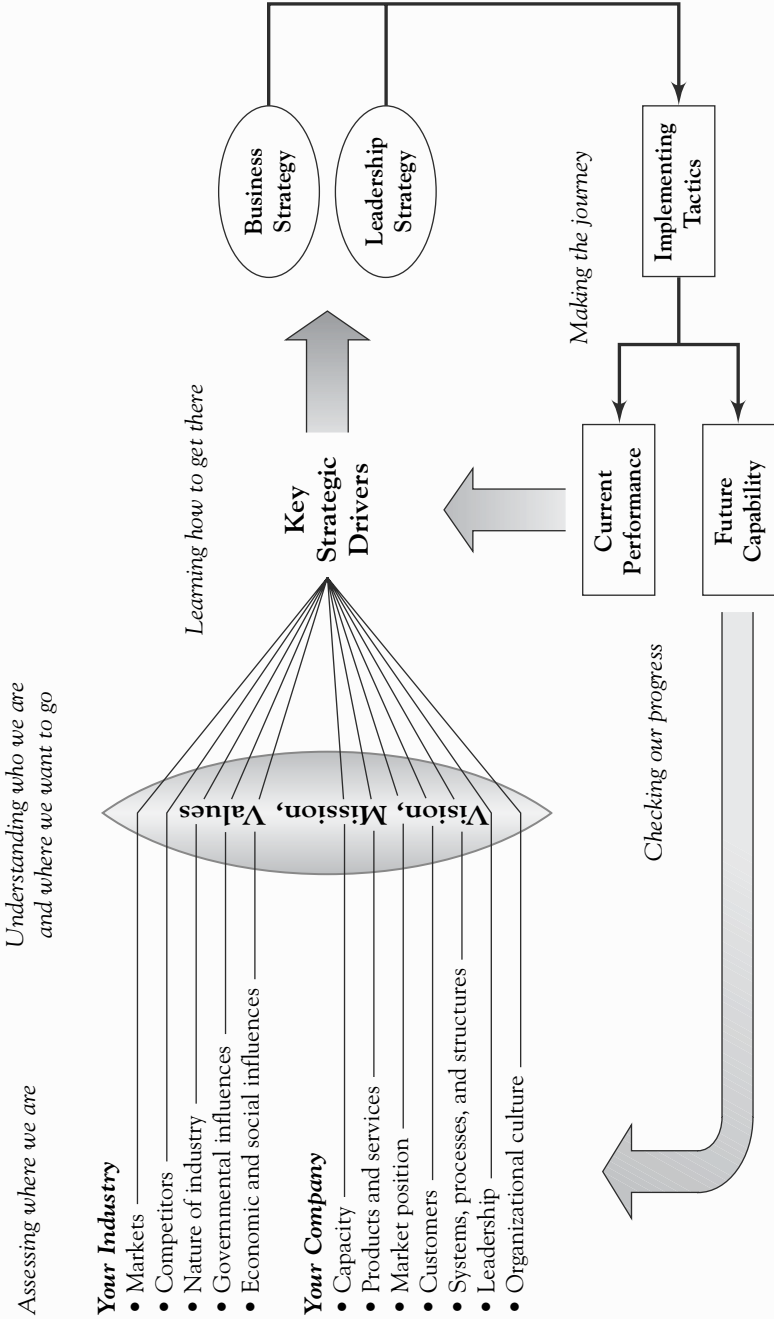 Assessing where we are
Understanding who we are
and where we want to go
Your Industry
• Markets
• Competitors
• Nature of industry
• Governmental influences
• Economic and social influences
Your Company
• Capacity
• Products and services
• Market position
• Customers
• Systems, processes, and structures
• Leadership
• Organizational culture
Vision, Mission, Values
Learning how to get there
Key
Strategic
Drivers
Business
Strategy
Leadership
Strategy
Making the journey
Implementing
Tactics
Current
Performance
Future
Capability
Checking our progress